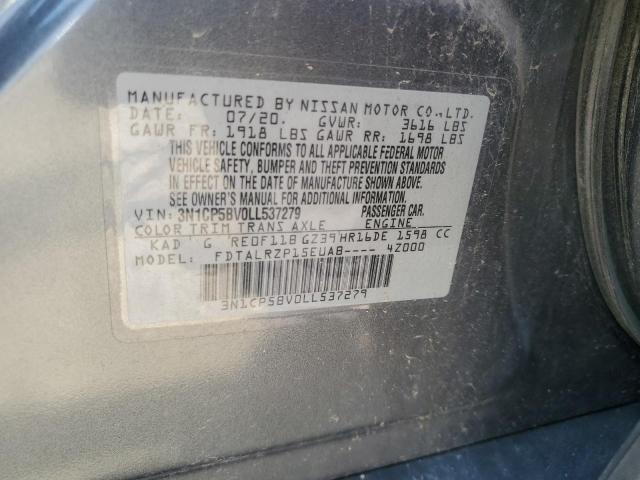 MANUFACTURED BY NISSAN MOTOR CO.,LTD.
DATE: 07/20. GVWR: 3616 LBS
GAWR FR: 1918 LBS GAWR RR: 1698 LBS
THIS VEHICLE CONFORMS TO ALL APPLICABLE FEDERAL MOTOR
VEHICLE SAFETY, BUMPER AND THEFT PREVENTION STANDARDS
IN EFFECT ON THE DATE OF MANUFACTURE SHOWN ABOVE.
SEE OWNER'S MANUAL FOR ADDITIONAL INFORMATION.
VIN: 3N1CP5BV0LL537279 PASSENGER CAR.
COLOR TRIM TRANS AXLE ENGINE
KAD G RE0F11B GZ39 HR16DE 1598 CC
MODEL: FDTALRZP15EUAB---- 4Z000
3N1CP5BV0LL537279